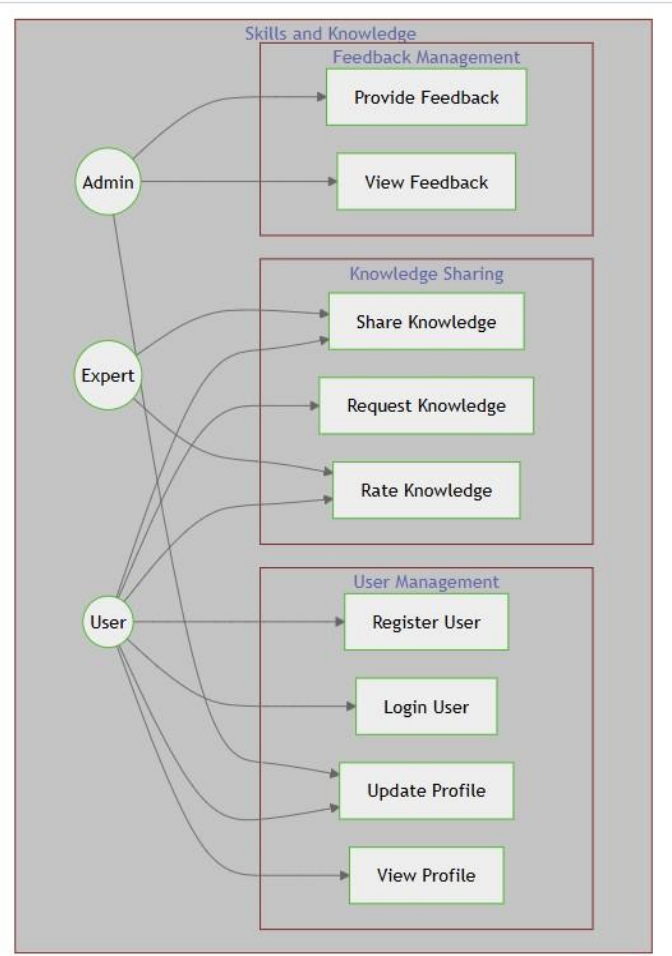 Skills and Knowledge
Feedback Management
Provide Feedback
Admin
View Feedback
Knowledge Sharing
Share Knowledge
Expert
Request Knowledge
Rate Knowledge
User Management
User
Register User
Login User
Update Profile
View Profile